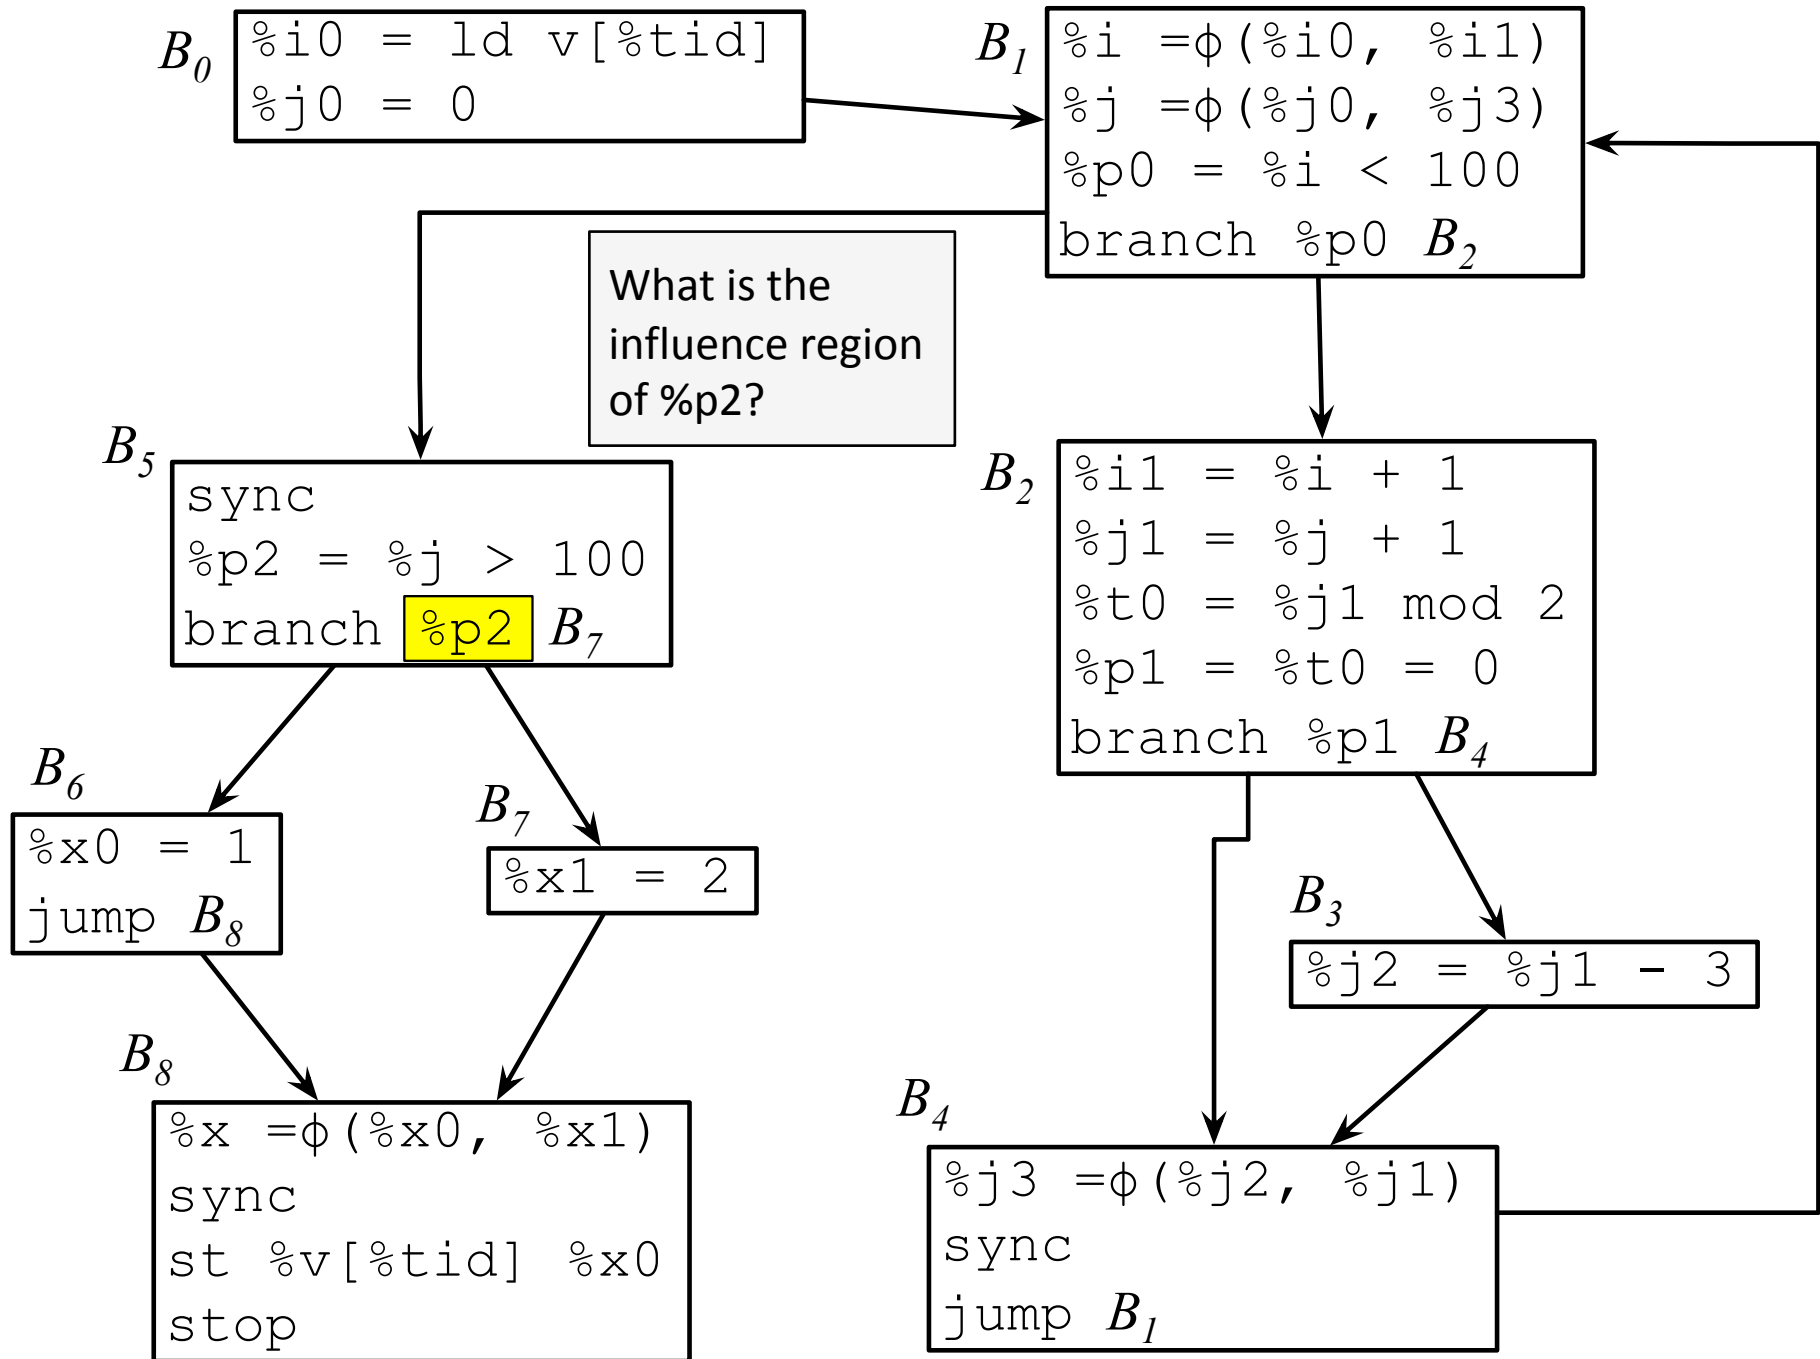 B0
%i0 = ld v[%tid]
%j0 = 0
B1
%i =ϕ(%i0, %i1)
%j =ϕ(%j0, %j3)
%p0 = %i < 100
branch %p0 B2
What is the
influence region
of %p2?
B5
sync
%p2 = %j > 100
branch %p2 B7
B2
%i1 = %i + 1
%j1 = %j + 1
%t0 = %j1 mod 2
%p1 = %t0 = 0
branch %p1 B4
B6
%x0 = 1
jump B8
B7
%x1 = 2
B3
%j2 = %j1 - 3
B8
%x =ϕ(%x0, %x1)
sync
st %v[%tid] %x0
stop
B4
%j3 =ϕ(%j2, %j1)
sync
jump B1